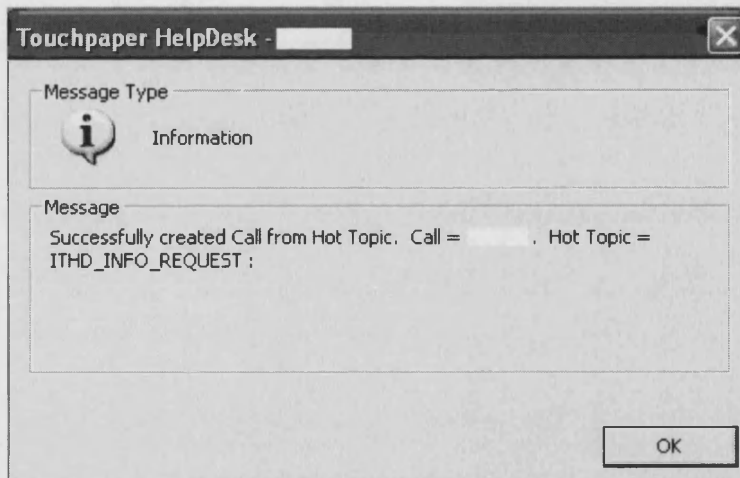 Touchpaper HelpDesk -
Message Type
Information
Message
Successfully created Call from Hot Topic. Call = . Hot Topic =
ITHD_INFO_REQUEST :
OK